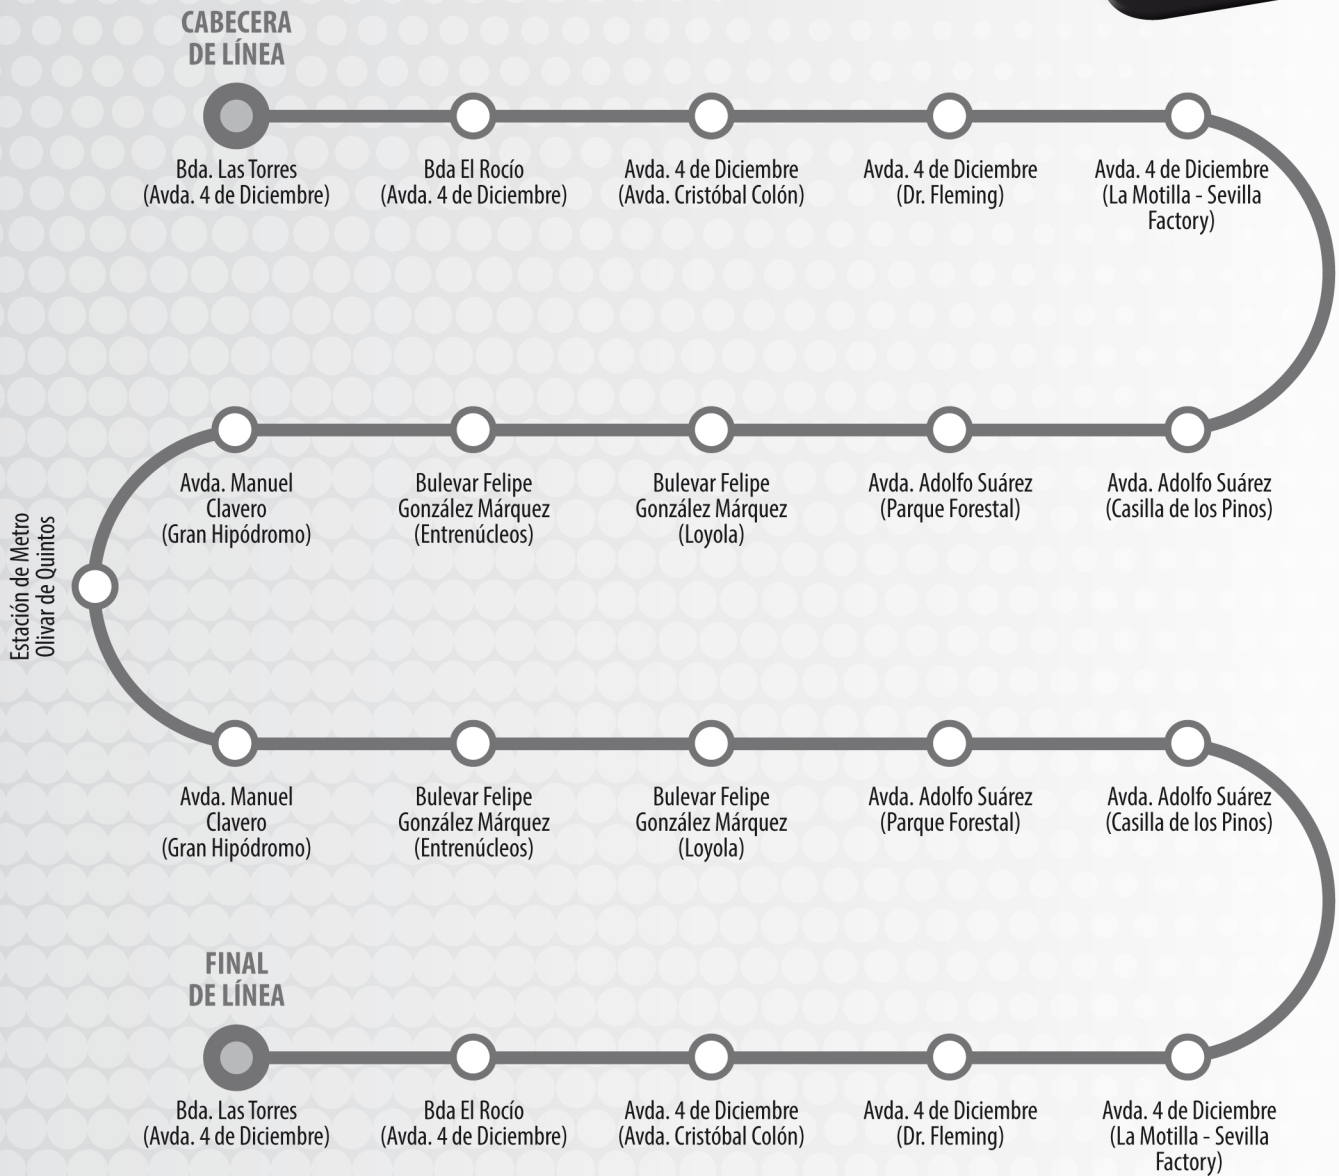 CABECERA
DE LÍNEA
Bda. Las Torres
(Avda. 4 de Diciembre)
Bda El Rocío
(Avda. 4 de Diciembre)
Avda. 4 de Diciembre
(Avda. Cristóbal Colón)
Avda. 4 de Diciembre
(Dr. Fleming)
Avda. 4 de Diciembre
(La Motilla - Sevilla
Factory)
Avda. Manuel
Clavero
(Gran Hipódromo)
Bulevar Felipe
González Márquez
(Entrenúcleos)
Bulevar Felipe
González Márquez
(Loyola)
Avda. Adolfo Suárez
(Parque Forestal)
Avda. Adolfo Suárez
(Casilla de los Pinos)
Estación de Metro
Olivar de Quintos
Avda. Manuel
Clavero
(Gran Hipódromo)
Bulevar Felipe
González Márquez
(Entrenúcleos)
Bulevar Felipe
González Márquez
(Loyola)
Avda. Adolfo Suárez
(Parque Forestal)
Avda. Adolfo Suárez
(Casilla de los Pinos)
FINAL
DE LÍNEA
Bda. Las Torres
(Avda. 4 de Diciembre)
Bda El Rocío
(Avda. 4 de Diciembre)
Avda. 4 de Diciembre
(Avda. Cristóbal Colón)
Avda. 4 de Diciembre
(Dr. Fleming)
Avda. 4 de Diciembre
(La Motilla - Sevilla
Factory)